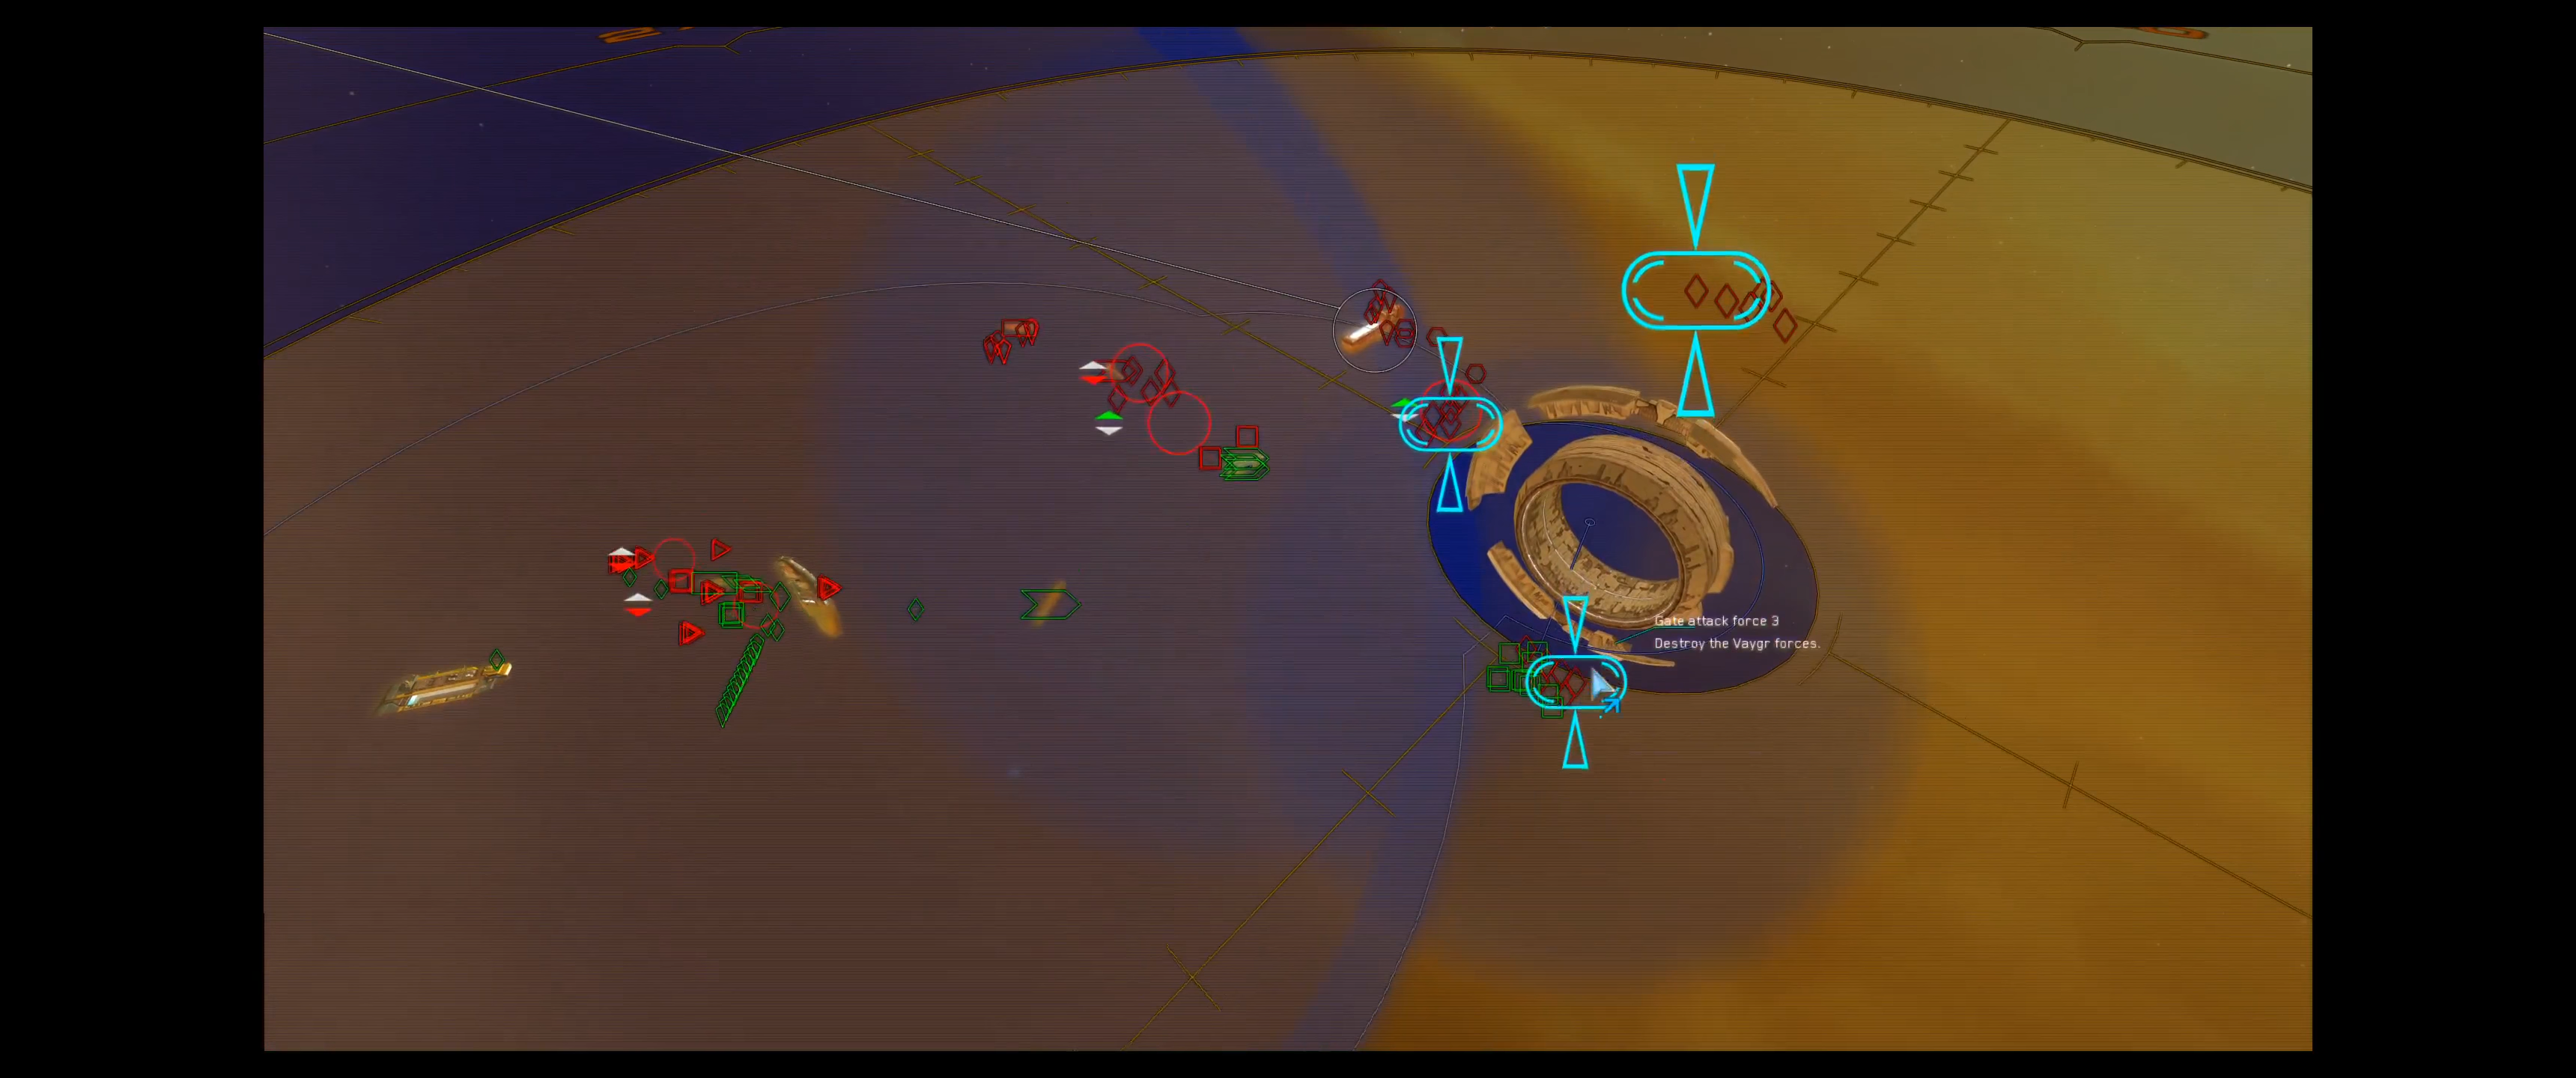 Gate attack force 3
Destroy the Vaygr forces.